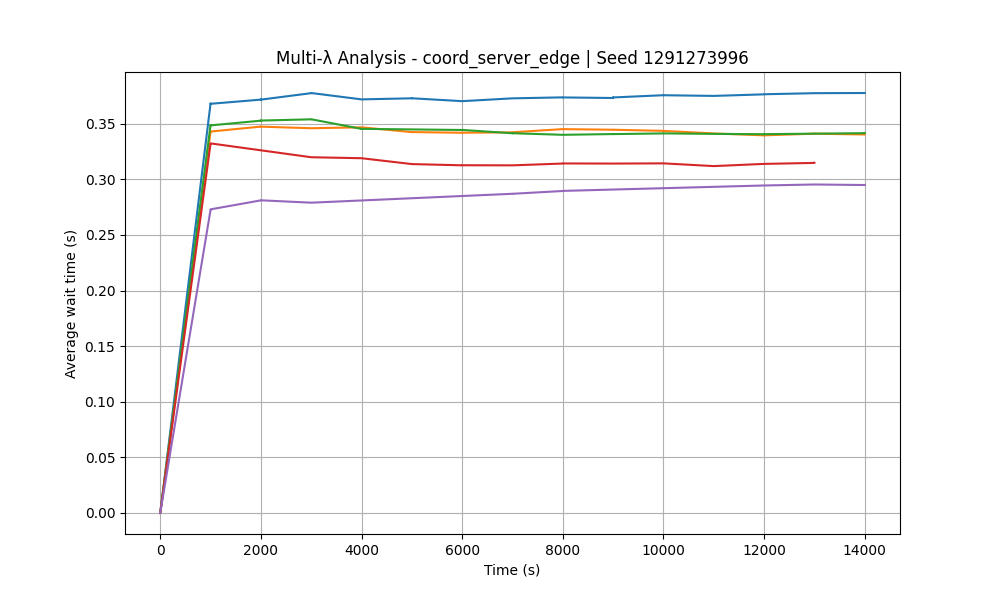 Multi-λ Analysis - coord_server_edge | Seed 1291273996
Average wait time (s)
0.35
0.30
0.25
0.20
0.15
0.10
0.05
0.00
0 2000 4000 6000 8000 10000 12000 14000
Time (s)